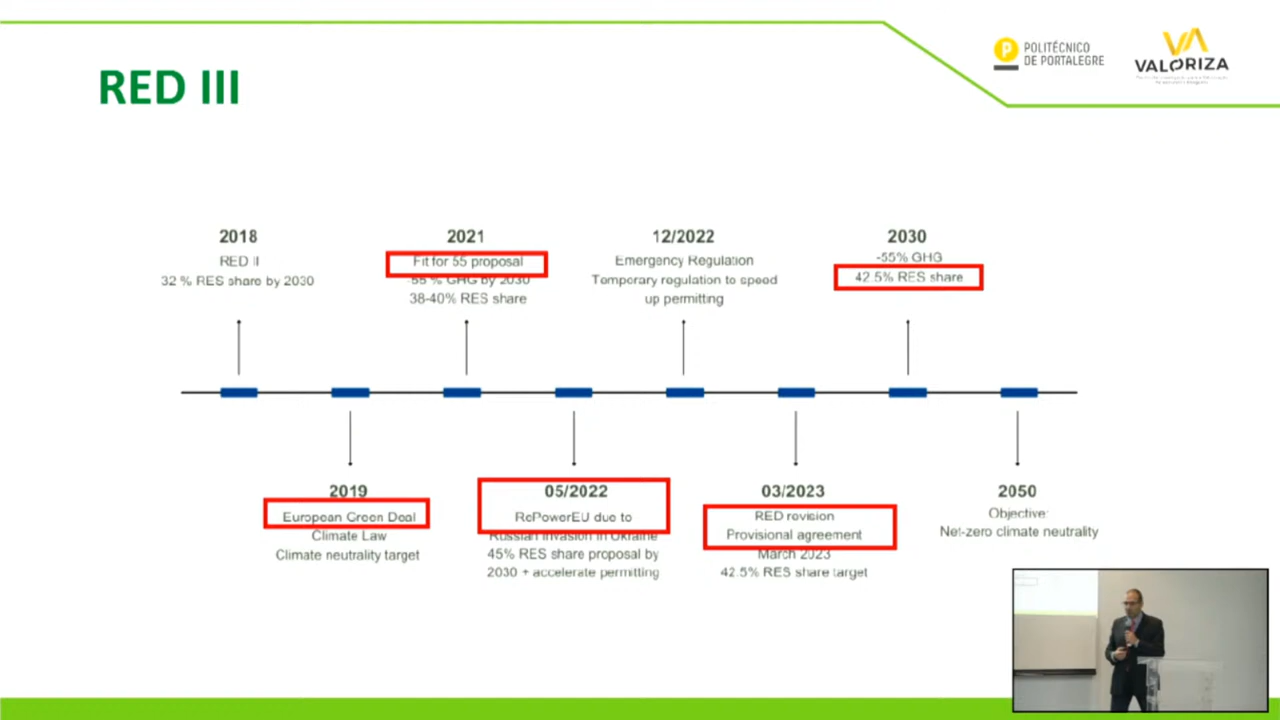 RED III
POLITÉCNICO
DE PORTALEGRE
VALORIZA
2018
RED II
32 % RES share by 2030
2021
Fit for 55 proposal
-55 % GHG by 2030
38-40% RES share
12/2022
Emergency Regulation
Temporary regulation to speed
up permitting
2030
-55% GHG
42.5% RES share
2019
European Green Deal
Climate Law
Climate neutrality target
05/2022
RePowerEU due to
Russian invasion in Ukraine
45% RES share proposal by
2030 + accelerate permitting
03/2023
RED revision
Provisional agreement
March 2023
42.5% RES share target
2050
Objective:
Net-zero climate neutrality